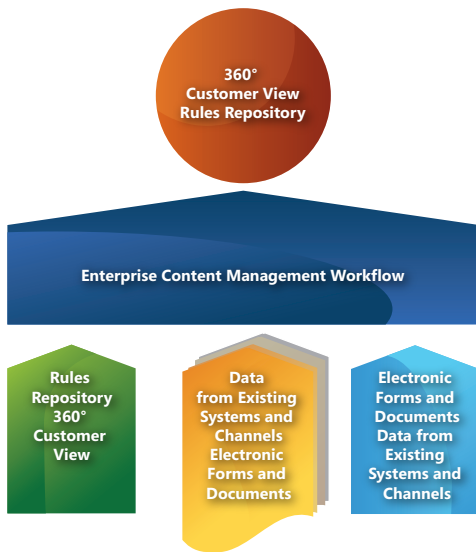 360°
Customer View
Rules Repository
Enterprise Content Management Workflow
Rules
Repository
360°
Customer
View
Data
from Existing
Systems and
Channels
Electronic
Forms and
Documents
Electronic
Forms and
Documents
Data from
Existing
Systems and
Channels